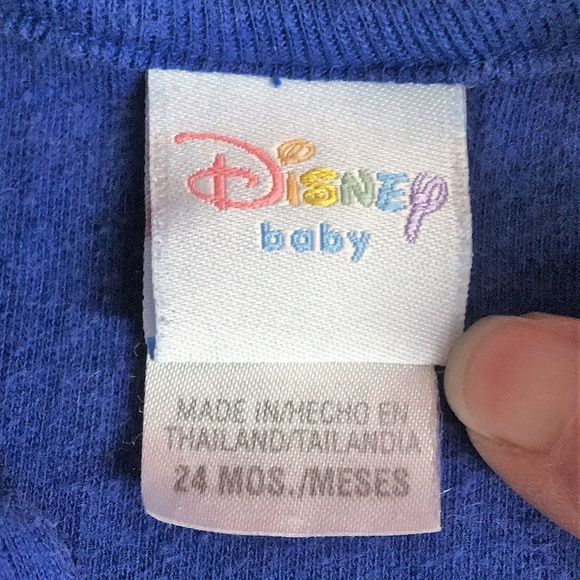 Disney
baby
MADE IN/HECHO EN
THAILAND/TAILANDIA
24 MOS./MESES